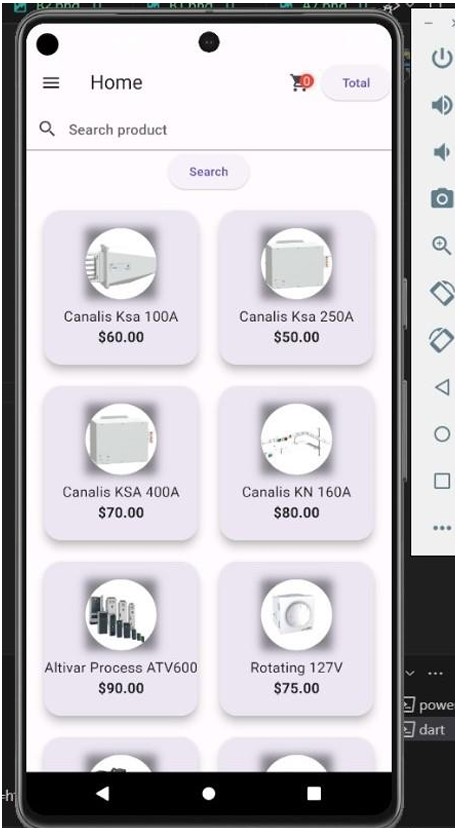 Home
0
Total
Search product
Search
Canalis Ksa 100A
$60.00
Canalis Ksa 250A
$50.00
Canalis KSA 400A
$70.00
Canalis KN 160A
$80.00
Altivar Process ATV600
$90.00
Rotating 127V
$75.00
dart